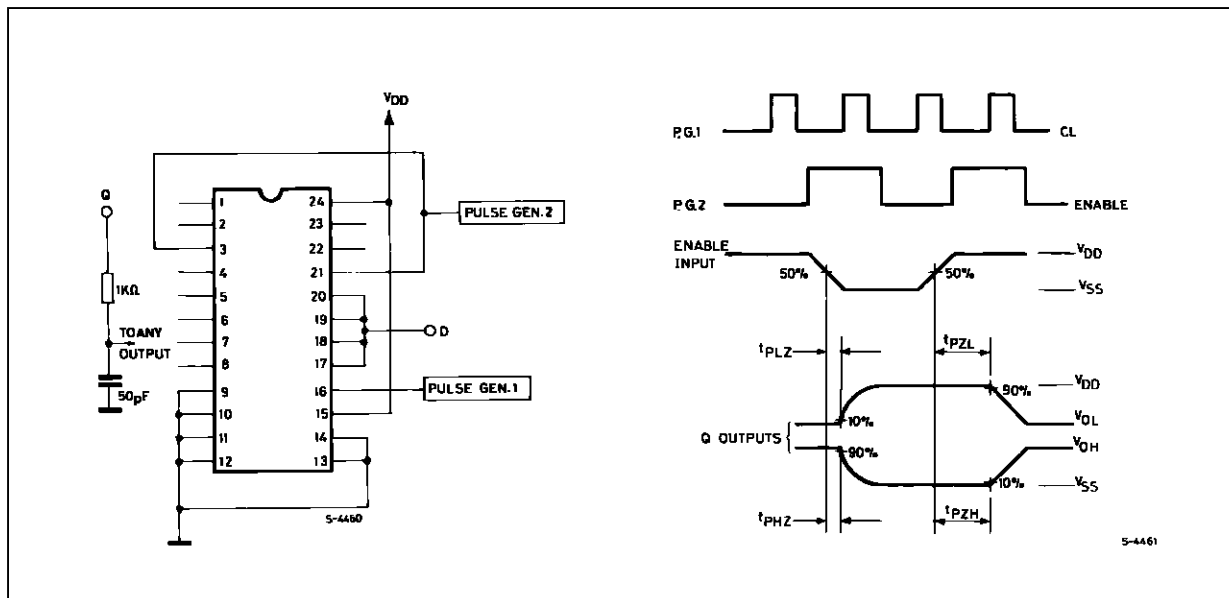 VDD
Q
1KΩ
TO ANY
OUTPUT
50pF
1
2
3
4
5
6
7
8
9
10
11
12
24
23
22
21
20
19
18
17
16
15
14
13
PULSE GEN.2
D
PULSE GEN.1
S-4460
P.G.1
CL
P.G.2
ENABLE
ENABLE
INPUT
50%
50%
VDD
VSS
tPLZ
tPZL
10%
90%
VDD
VOL
Q OUTPUTS
90%
10%
VOH
VSS
tPHZ
tPZH
S-4461